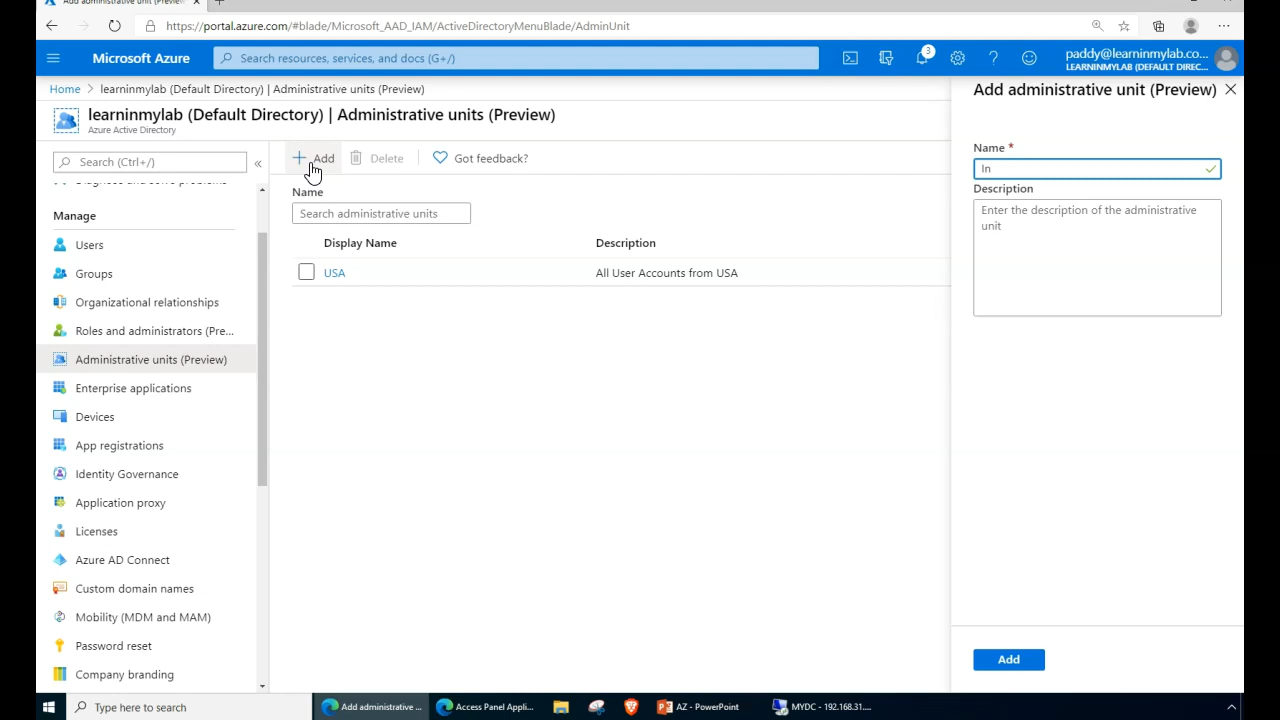 Add administrative unit (Previ
https://portal.azure.com/#blade/Microsoft_AAD_IAM/ActiveDirectoryMenuBlade/AdminUnit
Microsoft Azure
Search resources, services, and docs (G+/)
3
paddy@learninmylab.co...
LEARNINMYLAB (DEFAULT DIREC...
Home > learninmylab (Default Directory) | Administrative units (Preview)
learninmylab (Default Directory) | Administrative units (Preview)
Azure Active Directory
Search (Ctrl+/)
«
Diagnose and solve problems
Manage
Users
Groups
Organizational relationships
Roles and administrators (Pre...
Administrative units (Preview)
Enterprise applications
Devices
App registrations
Identity Governance
Application proxy
Licenses
Azure AD Connect
Custom domain names
Mobility (MDM and MAM)
Password reset
Company branding
Add
Delete
Got feedback?
Name
Search administrative units
Display Name
Description
USA
All User Accounts from USA
Add administrative unit (Preview)
Name *
In
Description
Enter the description of the administrative
unit
Add
Type here to search
Add administrative ...
Access Panel Appli...
AZ - PowerPoint
MYDC - 192.168.31....